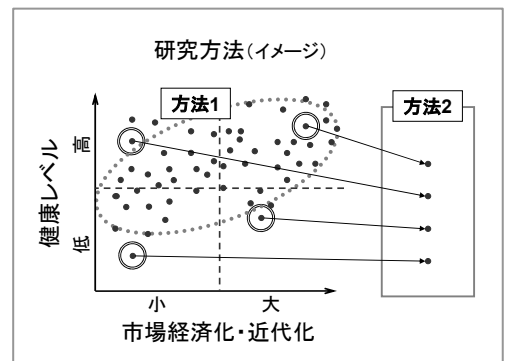 研究方法(イメージ)
方法1
方法2
健康レベル
高
低
小
大
市場経済化・近代化